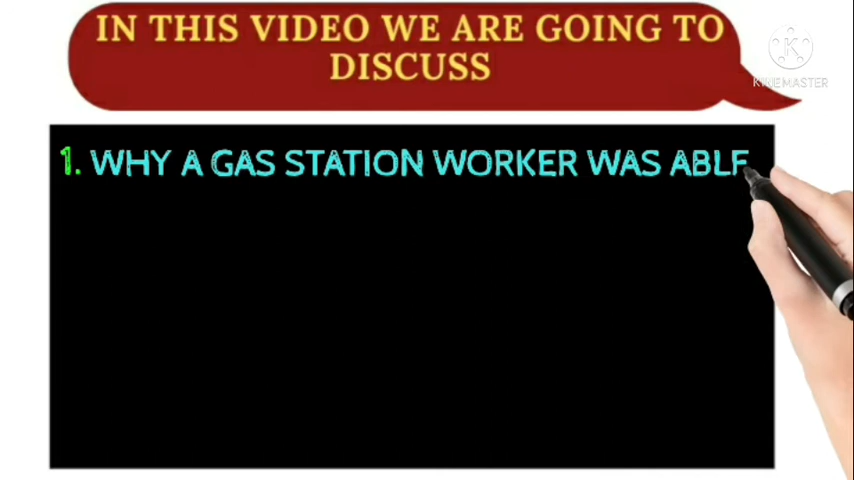 IN THIS VIDEO WE ARE GOING TO
DISCUSS
KINEMASTER
1. WHY A GAS STATION WORKER WAS ABLE